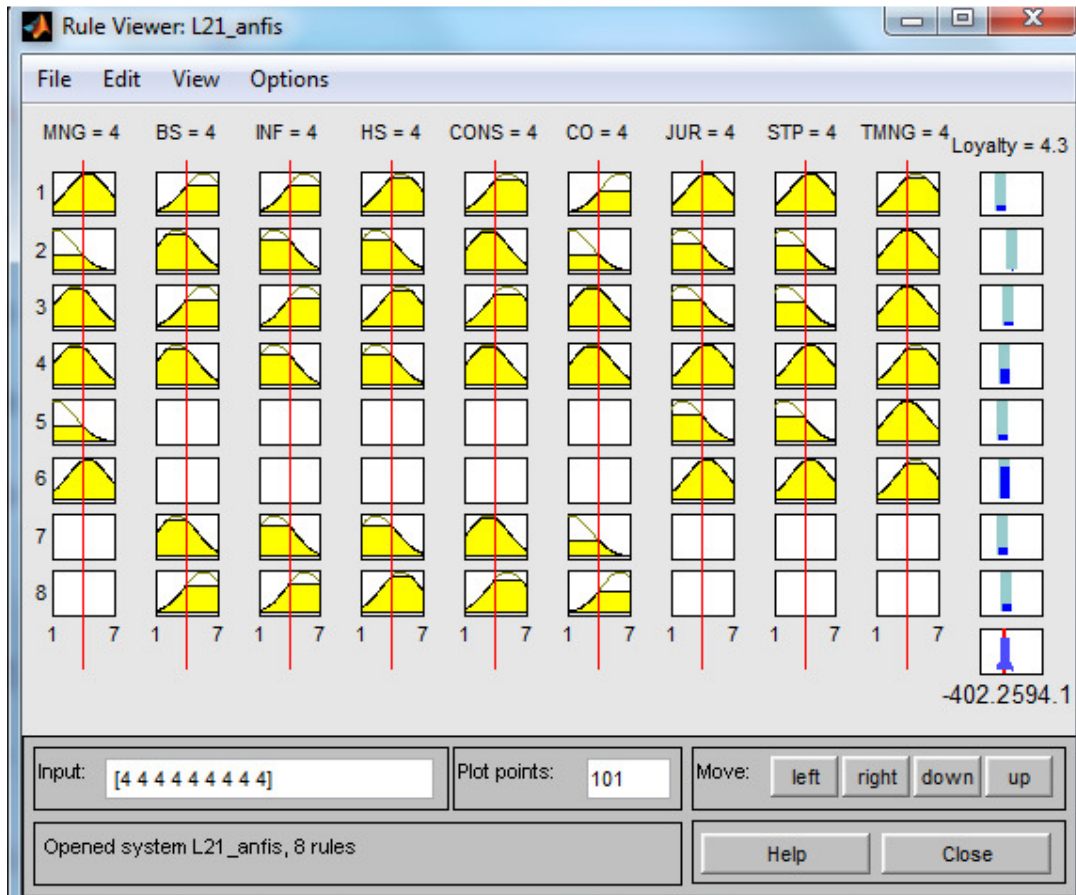 Rule Viewer: L21_anfis
File Edit View Options
MNG = 4 BS = 4 INF = 4 HS = 4 CONS = 4 CO = 4 JUR = 4 STP = 4 TMNG = 4 Loyalty = 4.3
1
2
3
4
5
6
7
8
1 7 1 7 1 7 1 7 1 7 1 7 1 7 1 7 1 7
-402.2594.1
Input: [4 4 4 4 4 4 4 4 4] Plot points: 101 Move: left right down up
Opened system L21_anfis, 8 rules Help Close